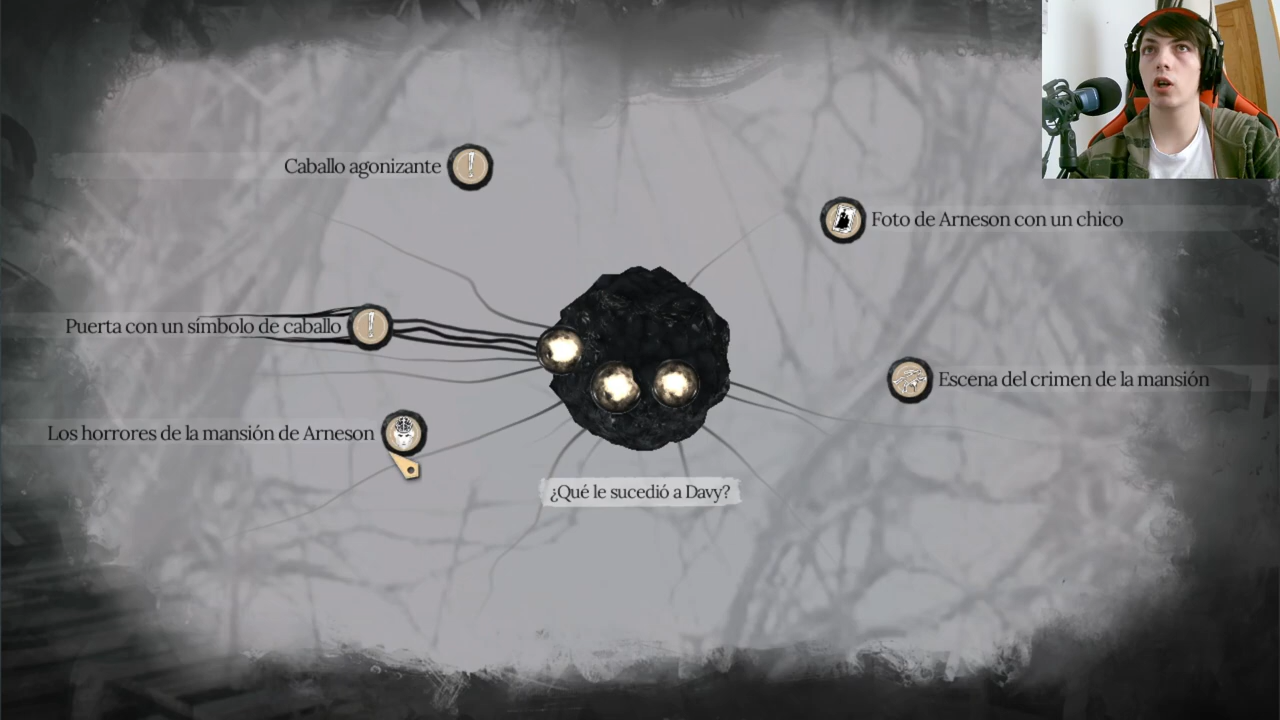 Caballo agonizante
Foto de Arneson con un chico
Puerta con un símbolo de caballo
Escena del crimen de la mansión
Los horrores de la mansión de Arneson
¿Qué le sucedió a Davy?